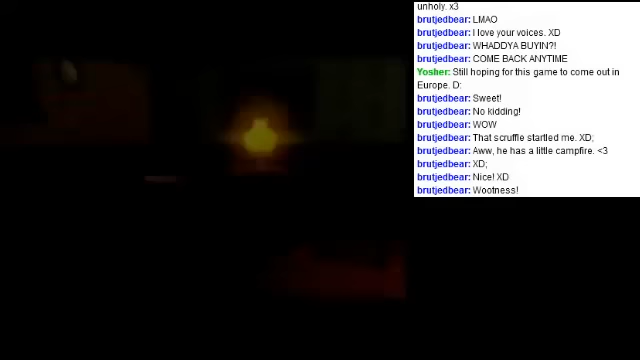 unholy. x3
brutjedbear: LMAO
brutjedbear: I love your voices. XD
brutjedbear: WHADDYA BUYIN?!
brutjedbear: COME BACK ANYTIME
Yosher: Still hoping for this game to come out in
Europe. D:
brutjedbear: Sweet!
brutjedbear: No kidding!
brutjedbear: WOW
brutjedbear: That scruffle startled me. XD;
brutjedbear: Aww, he has a little campfire. <3
brutjedbear: XD;
brutjedbear: Nice! XD
brutjedbear: Wootness!